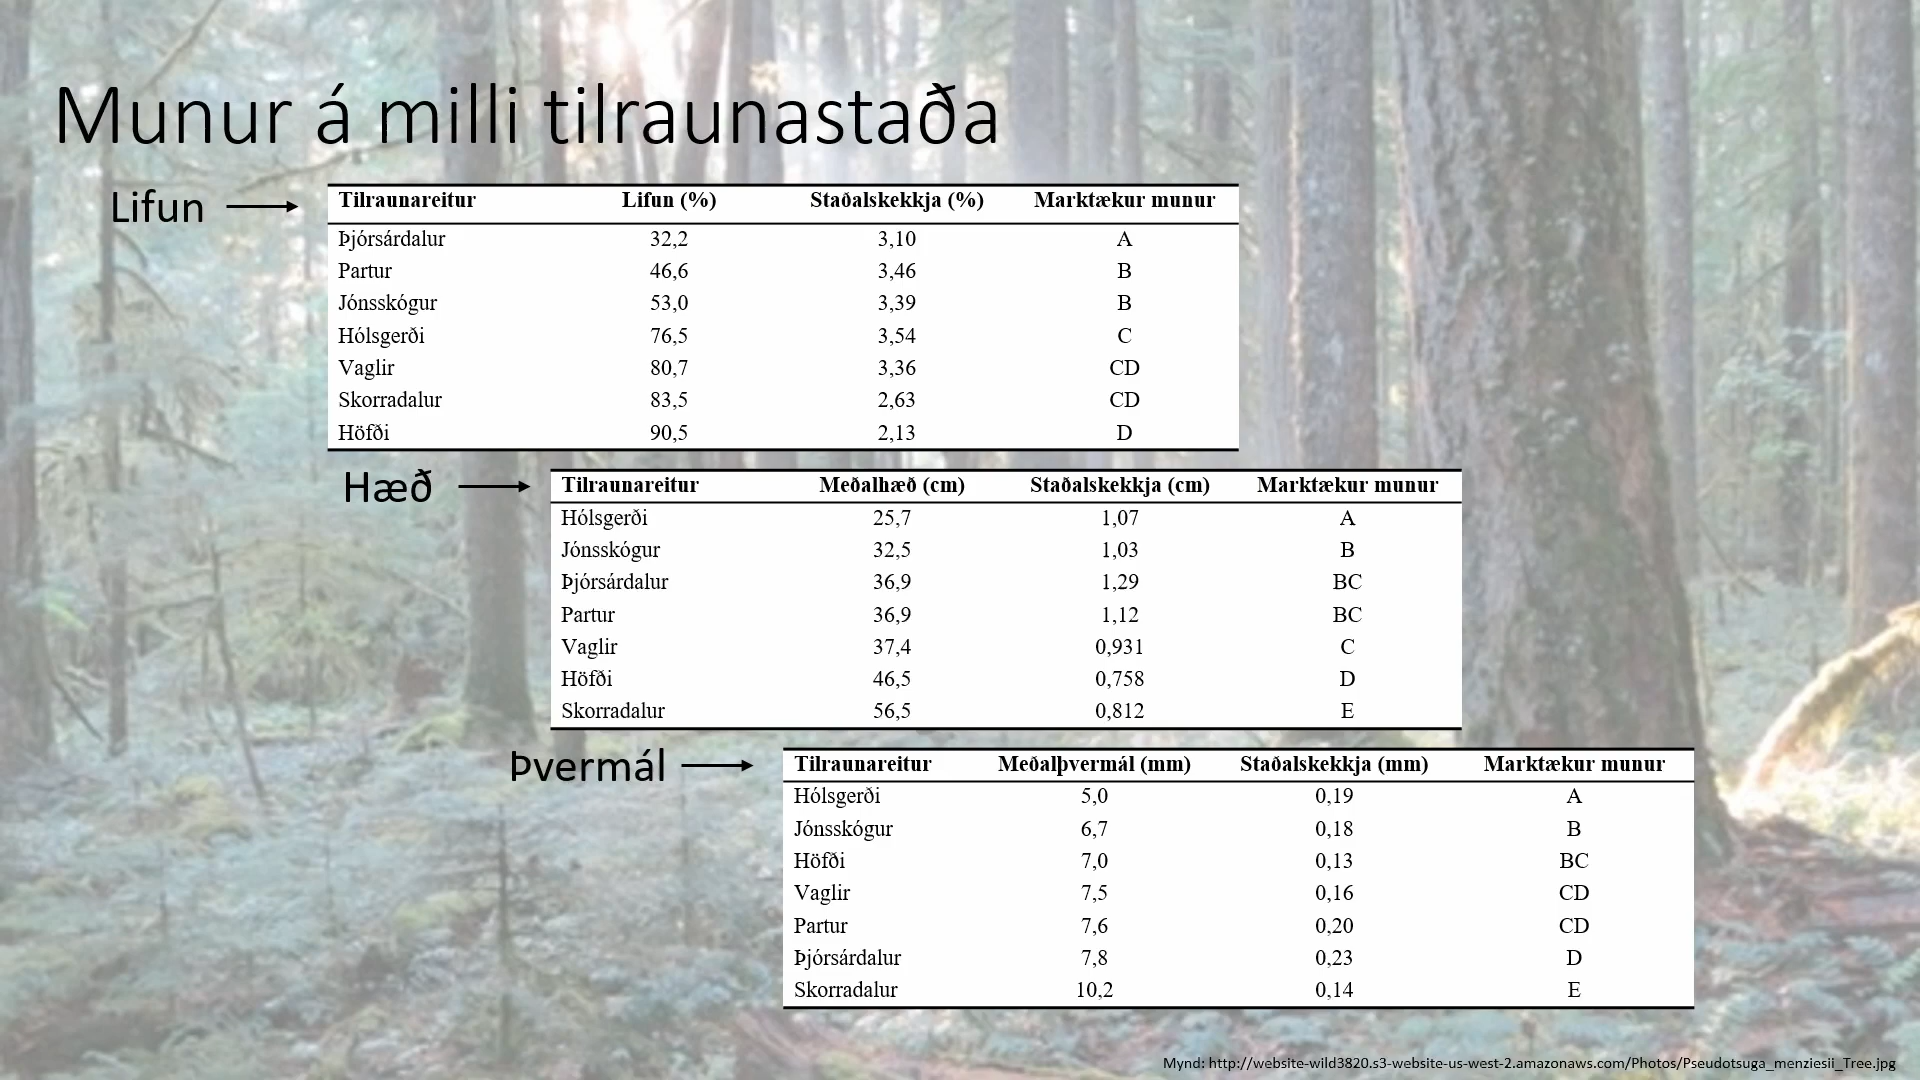 Munur á milli tilraunastaða
Lifun
Tilraunareitur Lifun (%) Staðalskekkja (%) Marktækur munur
Þjórsárdalur 32,2 3,10 A
Partur 46,6 3,46 B
Jónsskógur 53,0 3,39 B
Hólsgerði 76,5 3,54 C
Vaglir 80,7 3,36 CD
Skorradalur 83,5 2,63 CD
Höfði 90,5 2,13 D
Hæð
Tilraunareitur Meðalhæð (cm) Staðalskekkja (cm) Marktækur munur
Hólsgerði 25,7 1,07 A
Jónsskógur 32,5 1,03 B
Þjórsárdalur 36,9 1,29 BC
Partur 36,9 1,12 BC
Vaglir 37,4 0,931 C
Höfði 46,5 0,758 D
Skorradalur 56,5 0,812 E
Þvermál
Tilraunareitur Meðalþvermál (mm) Staðalskekkja (mm) Marktækur munur
Hólsgerði 5,0 0,19 A
Jónsskógur 6,7 0,18 B
Höfði 7,0 0,13 BC
Vaglir 7,5 0,16 CD
Partur 7,6 0,20 CD
Þjórsárdalur 7,8 0,23 D
Skorradalur 10,2 0,14 E
Mynd: http://website-wild3820.s3-website-us-west-2.amazonaws.com/Photos/Pseudotsuga_menziesii_Tree.jpg